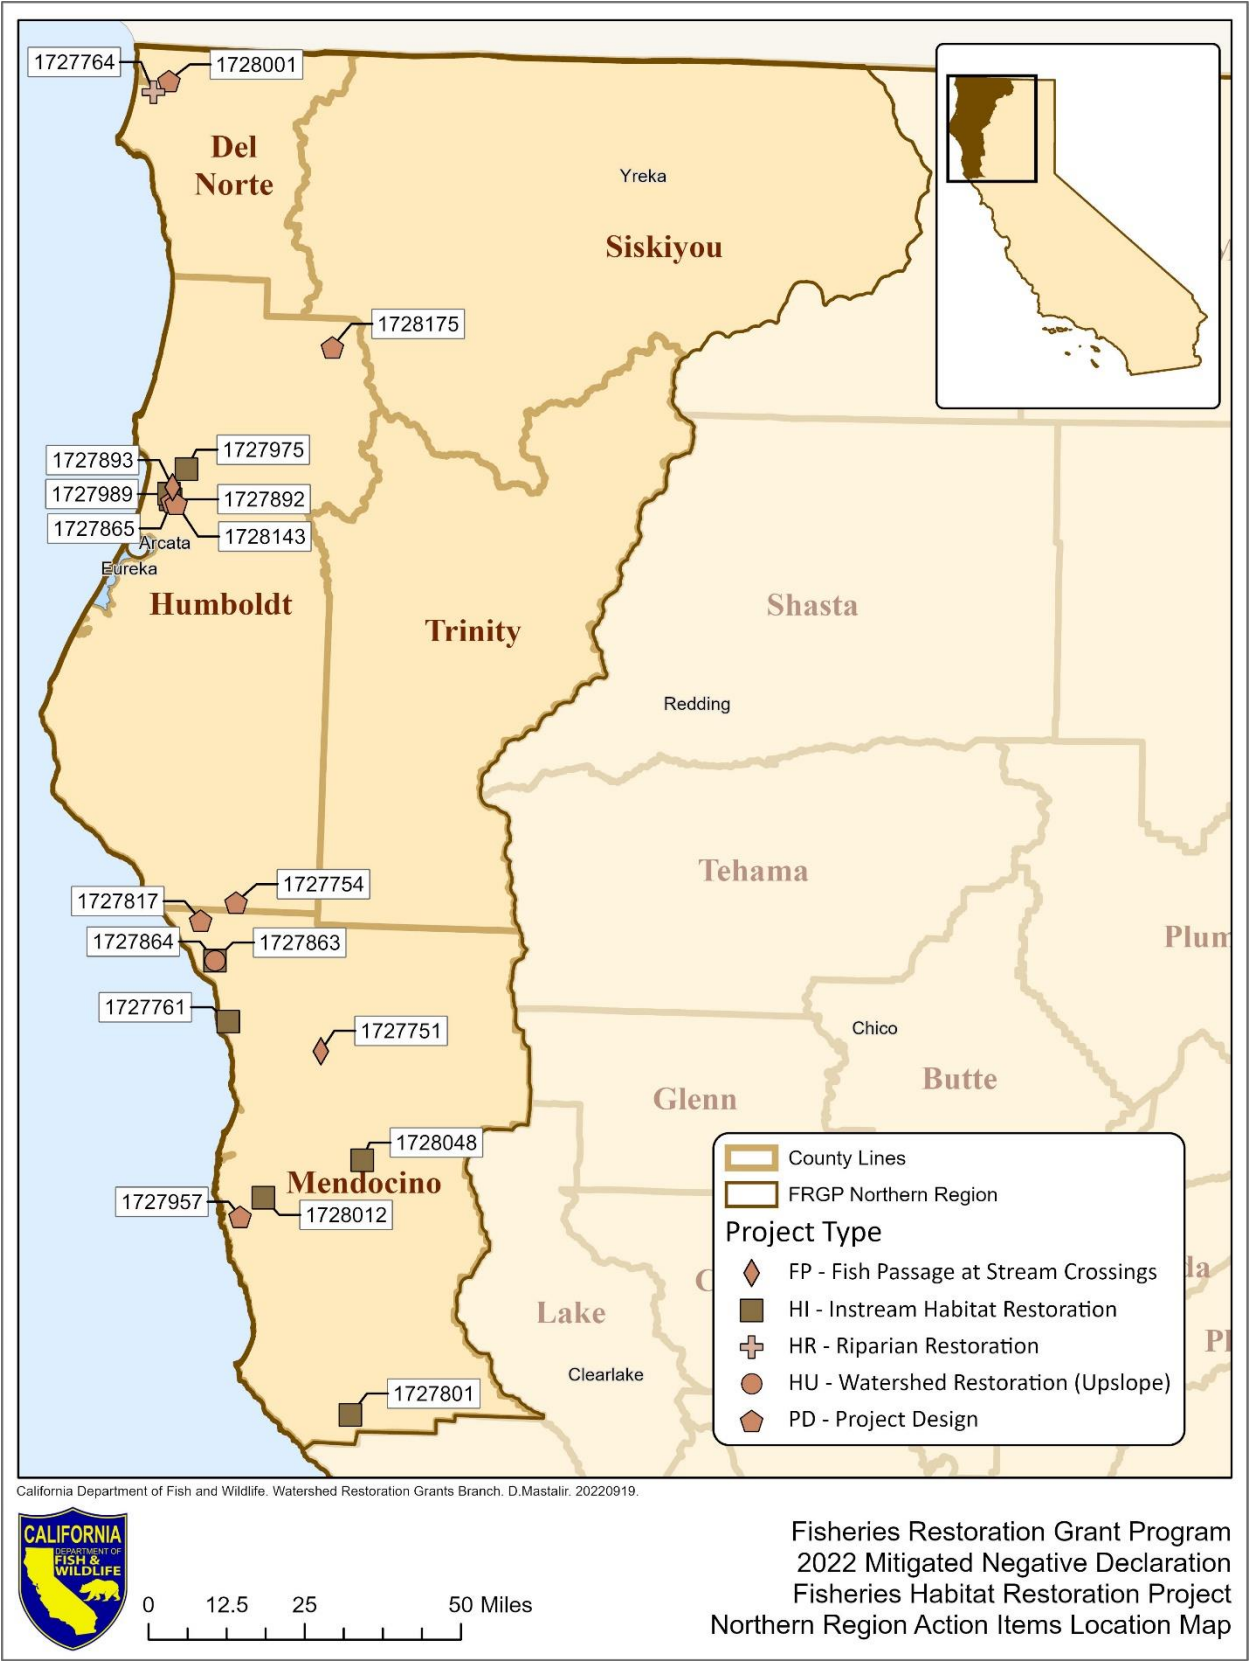 1727764
1728001
Del
Norte
Yreka
Siskiyou
1728175
1727975
1727893
1727989
1727892
1727865
1728143
Arcata
Eureka
Humboldt
Trinity
Shasta
Redding
Tehama
1727754
1727817
1727864
1727863
Plum
1727761
1727751
Chico
Butte
Glenn
1728048
Mendocino
1727957
1728012
Lake
Clearlake
1727801
County Lines
FRGP Northern Region
Project Type
FP - Fish Passage at Stream Crossings
HI - Instream Habitat Restoration
HR - Riparian Restoration
HU - Watershed Restoration (Upslope)
PD - Project Design
da
California Department of Fish and Wildlife. Watershed Restoration Grants Branch. D.Mastalir. 20220919.
CALIFORNIA
DEPARTMENT OF
FISH &
WILDLIFE
0 12.5 25 50 Miles
Fisheries Restoration Grant Program
2022 Mitigated Negative Declaration
Fisheries Habitat Restoration Project
Northern Region Action Items Location Map